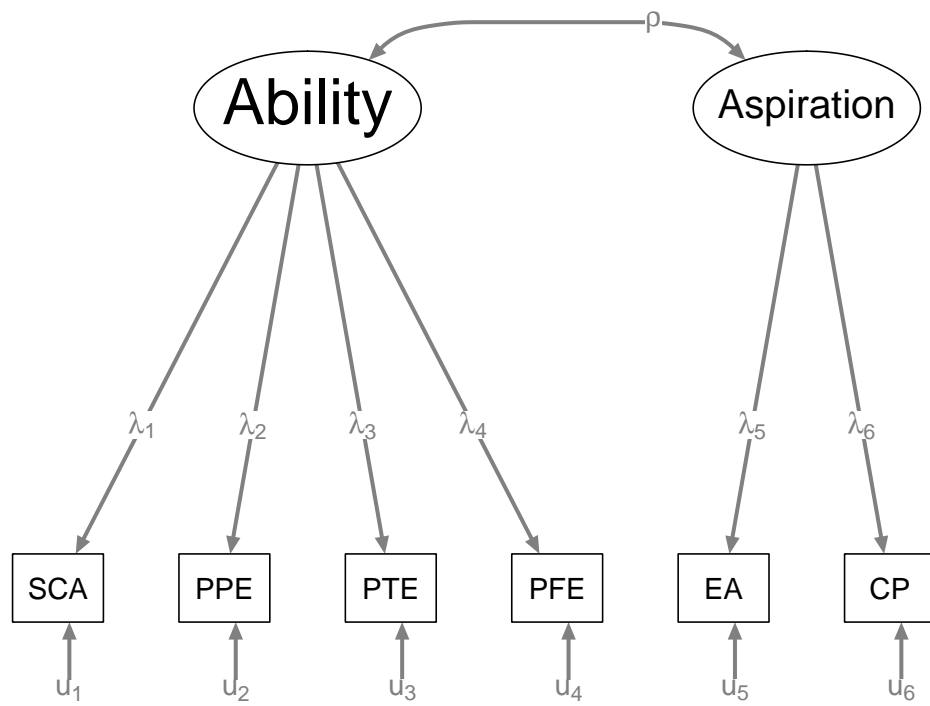 ρ
Ability Aspiration
λ₁ λ₂ λ₃ λ₄ λ₅ λ₆
SCA PPE PTE PFE EA CP
u₁ u₂ u₃ u₄ u₅ u₆